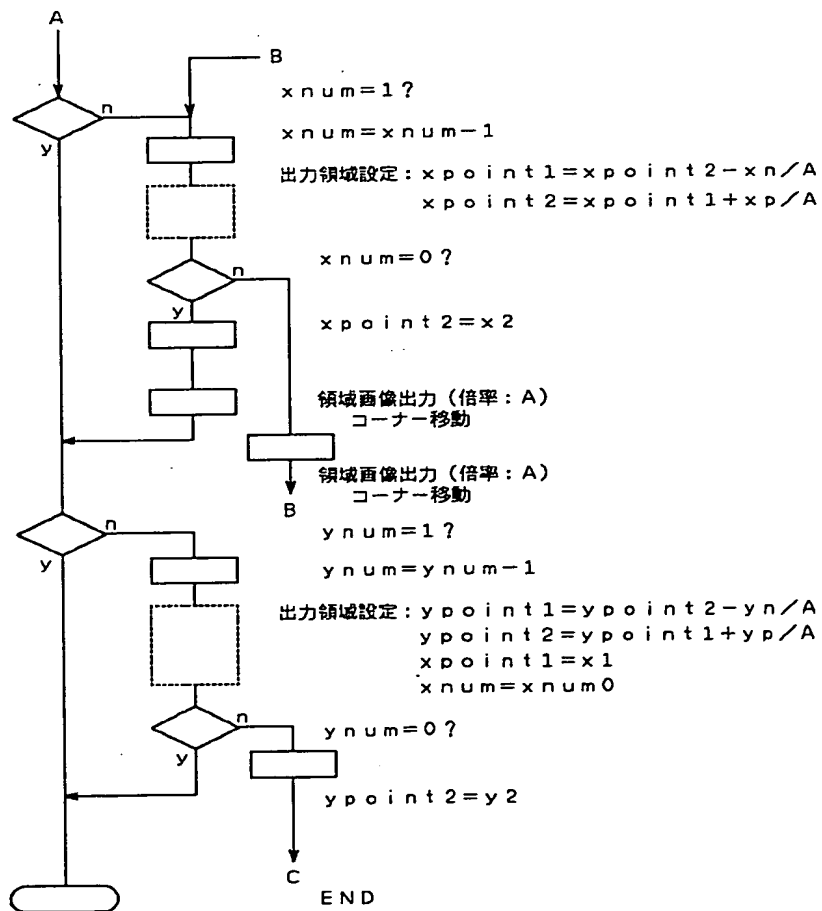 A
B
n
xnum=1?
y
xnum=xnum-1
出力領域設定:xpoint1=xpoint2-xn/A
xpoint2=xpoint1+xp/A
xnum=0?
n
y
xpoint2=x2
領域画像出力(倍率:A)
コーナー移動
領域画像出力(倍率:A)
コーナー移動
B
n
ynum=1?
y
ynum=ynum-1
出力領域設定:ypoint1=ypoint2-yn/A
ypoint2=ypoint1+yp/A
xpoint1=x1
xnum=xnum0
n
ynum=0?
y
ypoint2=y2
C
END